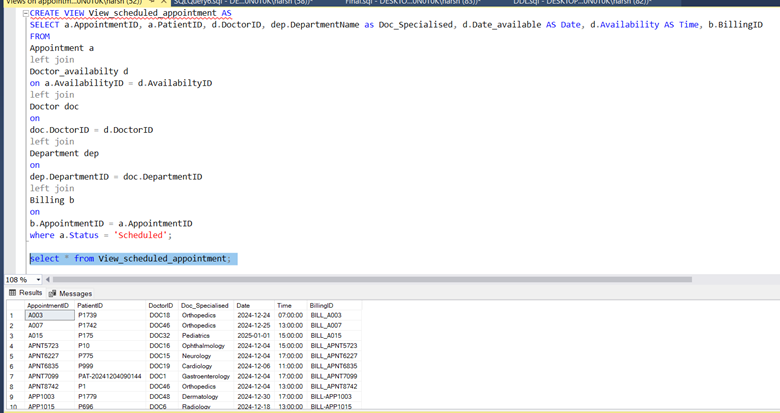 Views on appointm...0N0T0K\harsh (52))*
SQLQuery6.sql - DE...0N0T0K\harsh (58))*
Final.sql - DESKTO...0N0T0K\harsh (83))*
DDL.sql - DESKTOP...0N0T0K\harsh (82))*
CREATE VIEW View_scheduled_appointment AS
SELECT a.AppointmentID, a.PatientID, d.DoctorID, dep.DepartmentName as Doc_Specialised, d.Date_available AS Date, d.Availability AS Time, b.BillingID
FROM
Appointment a
left join
Doctor_availabilty d
on a.AvailabilityID = d.AvailabiltyID
left join
Doctor doc
on
doc.DoctorID = d.DoctorID
left join
Department dep
on
dep.DepartmentID = doc.DepartmentID
left join
Billing b
on
b.AppointmentID = a.AppointmentID
where a.Status = 'Scheduled';
select * from View_scheduled_appointment;
108 %
Results Messages
AppointmentID PatientID DoctorID Doc_Specialised Date Time BillingID
1 A003 P1739 DOC18 Orthopedics 2024-12-24 07:00:00 BILL_A003
2 A007 P1742 DOC46 Orthopedics 2024-12-25 13:00:00 BILL_A007
3 A015 P175 DOC32 Pediatrics 2025-01-01 15:00:00 BILL_A015
4 APNT5723 P10 DOC16 Ophthalmology 2024-12-04 15:00:00 BILL_APNT5723
5 APNT6227 P775 DOC15 Neurology 2024-12-04 17:00:00 BILL_APNT6227
6 APNT6835 P999 DOC19 Cardiology 2024-12-06 11:00:00 BILL_APNT6835
7 APNT7099 PAT-20241204090144 DOC1 Gastroenterology 2024-12-04 17:00:00 BILL_APNT7099
8 APNT8742 P1 DOC46 Orthopedics 2024-12-04 13:00:00 BILL_APNT8742
9 APP1003 P1779 DOC48 Dermatology 2024-12-30 17:00:00 BILL-APP1003
10 APP1015 P696 DOC6 Radiology 2024-12-18 13:00:00 BILL-APP1015